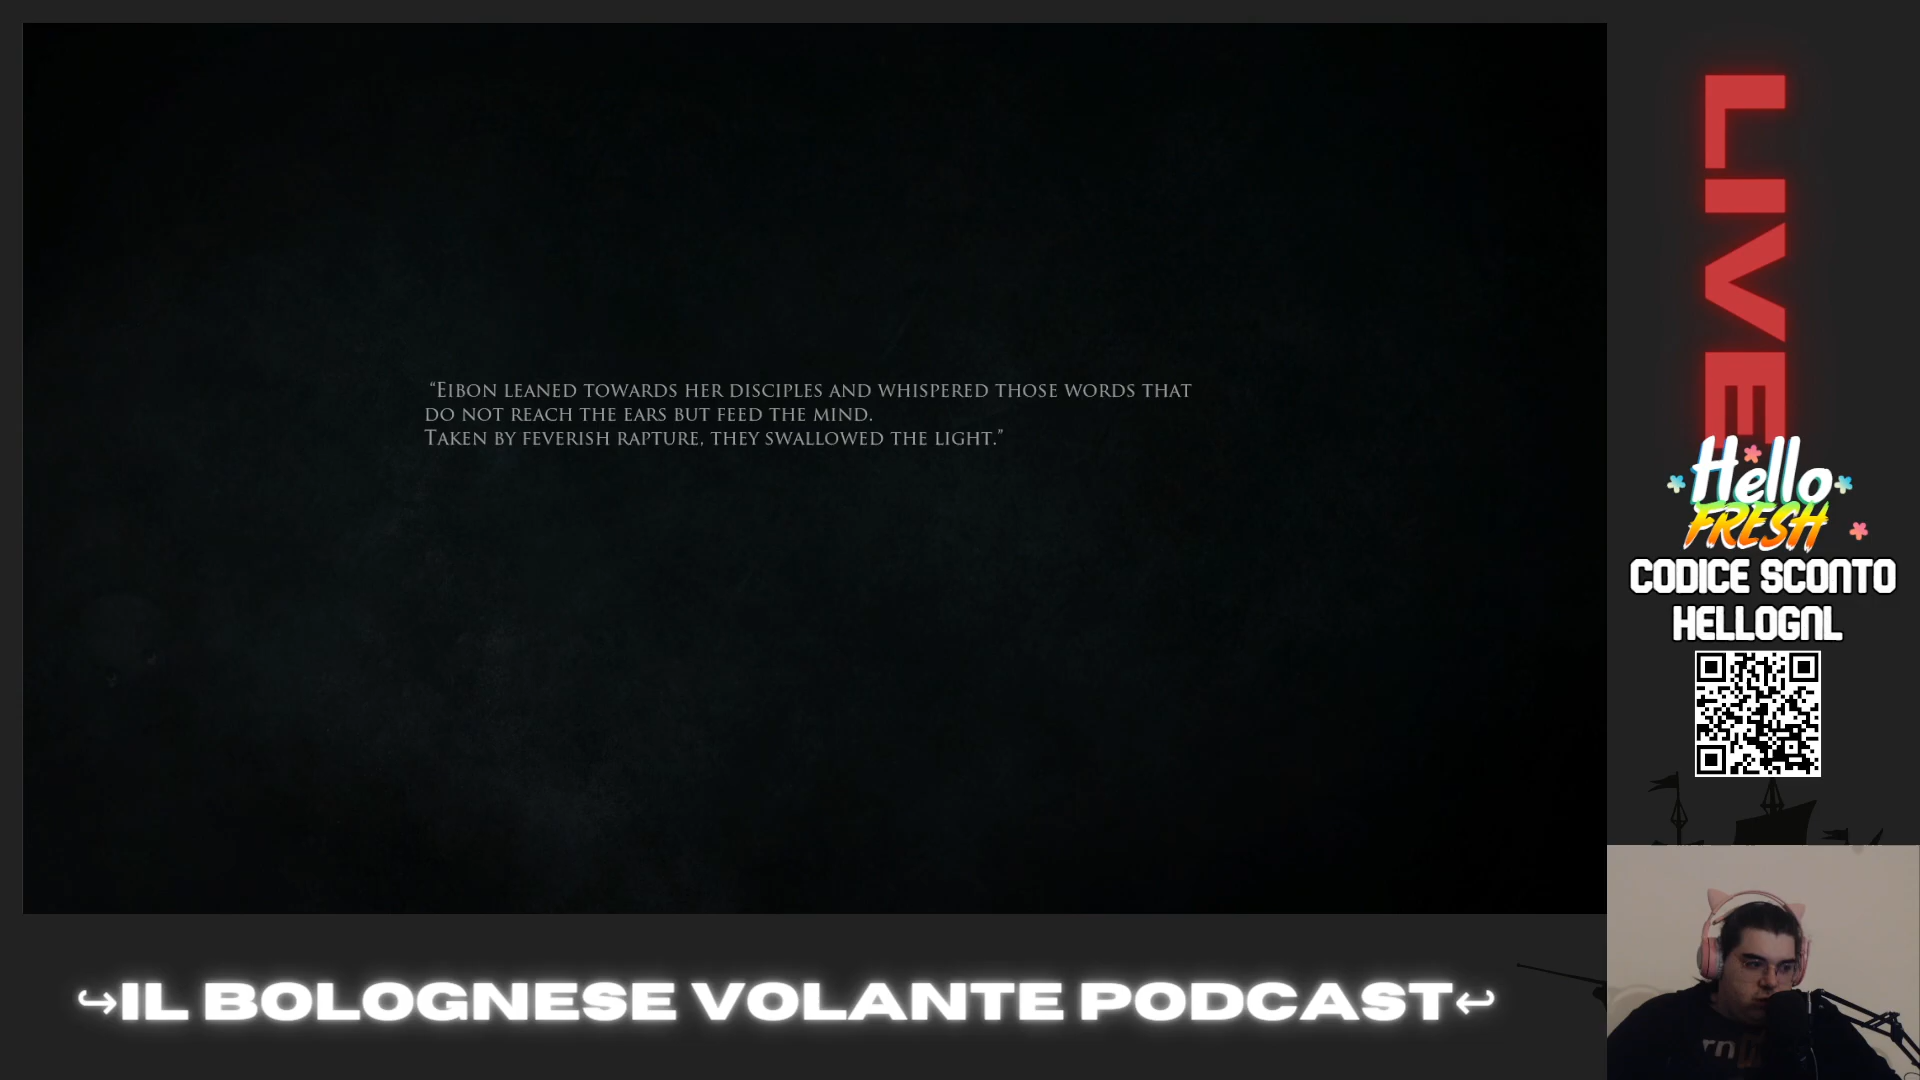 “Eibon leaned towards her disciples and whispered those words that
do not reach the ears but feed the mind.
Taken by feverish rapture, they swallowed the light.”
LIVE
Hello
FRESH
CODICE SCONTO
HELLOGNL
↪IL BOLOGNESE VOLANTE PODCAST↩
rn